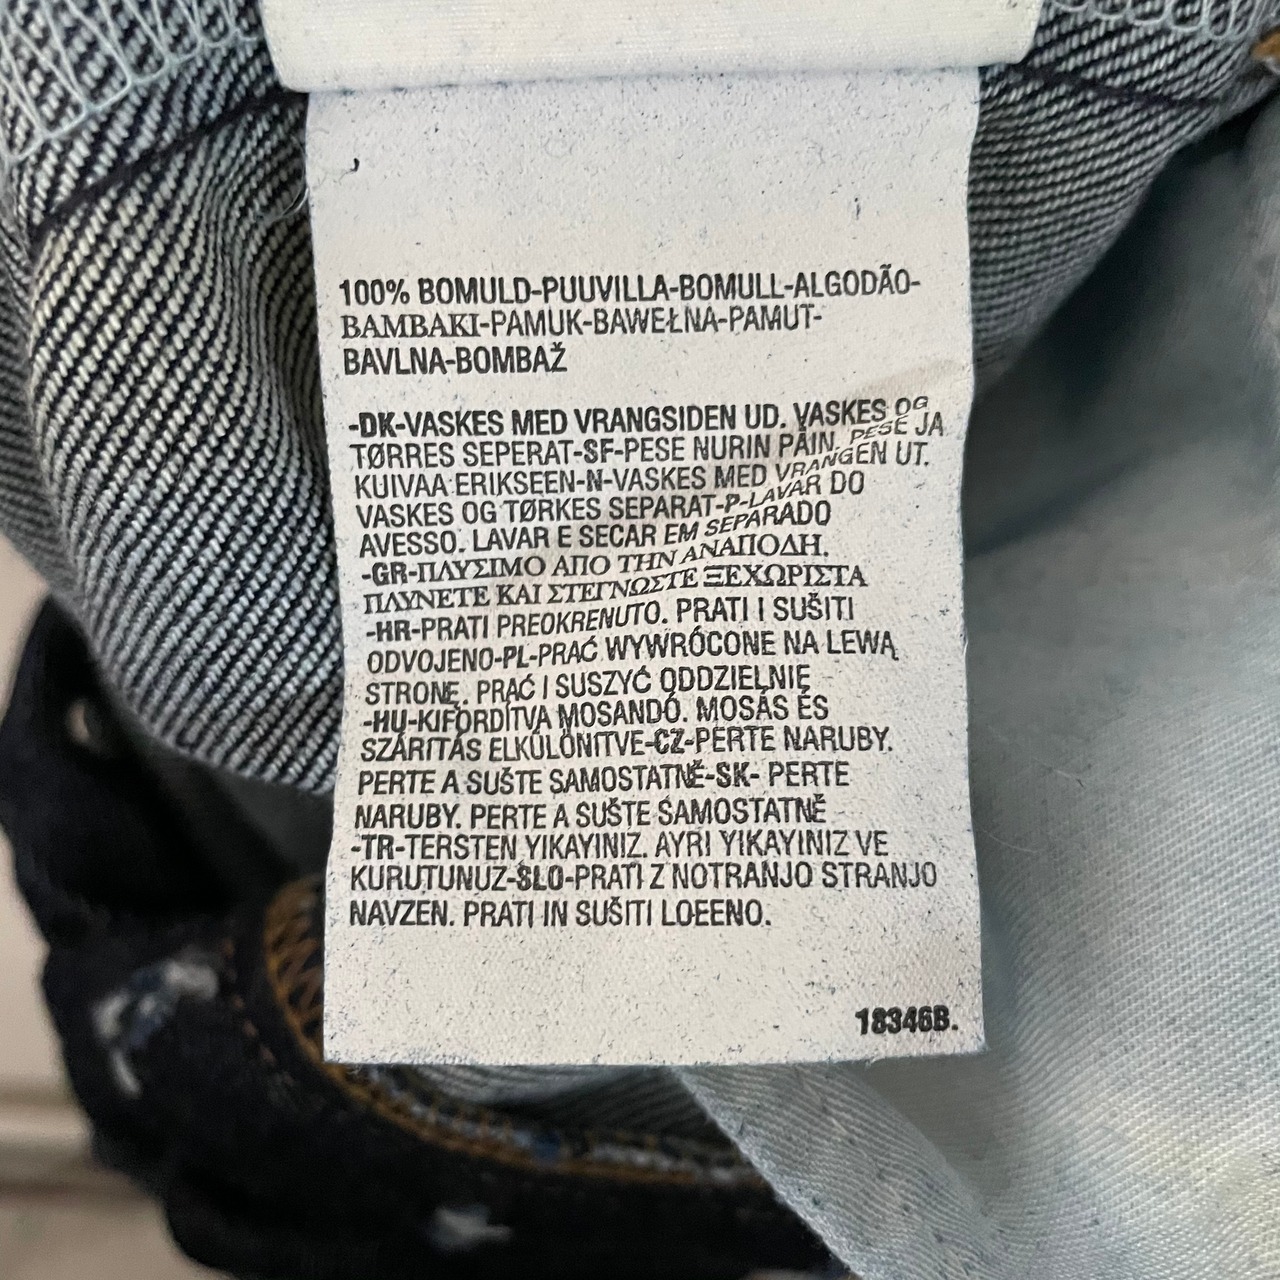 100% BOMULD-PUUVILLA-BOMULL-ALGODÃO-
BAMBAKI-PAMUK-BAWEŁNA-PAMUT-
BAVLNA-BOMBAŽ
-DK-VASKES MED VRANGSIDEN UD. VASKES OG
TØRRES SEPERAT-SF-PESE NURIN PÄIN. PESE JA
KUIVAA ERIKSEEN-N-VASKES MED VRANGEN UT.
VASKES OG TØRKES SEPARAT-P-LAVAR DO
AVESSO. LAVAR E SECAR EM SEPARADO
-GR-ΠΛΥΣΙΜΟ ΑΠΟ ΤΗΝ ΑΝΑΠΟΔΗ.
ΠΛΥΝΕΤΕ ΚΑΙ ΣΤΕΓΝΩΣΤΕ ΞΕΧΩΡΙΣΤΑ
-HR-PRATI PREOKRENUTO. PRATI I SUŠITI
ODVOJENO-PL-PRAĆ WYWRÓCONE NA LEWĄ
STRONĘ. PRAĆ I SUSZYĆ ODDZIELNIE
-HU-KIFORDÍTVA MOSANDÓ. MOSÁS ÉS
SZÁRITÁS ELKÜLÖNITVE-CZ-PERTE NARUBY.
PERTE A SUŠTE SAMOSTATNĚ-SK- PERTE
NARUBY. PERTE A SUŠTE SAMOSTATNĚ
-TR-TERSTEN YIKAYINIZ. AYRI YIKAYINIZ VE
KURUTUNUZ-SLO-PRATI Z NOTRANJO STRANJO
NAVZEN. PRATI IN SUŠITI LOEENO.
18346B.